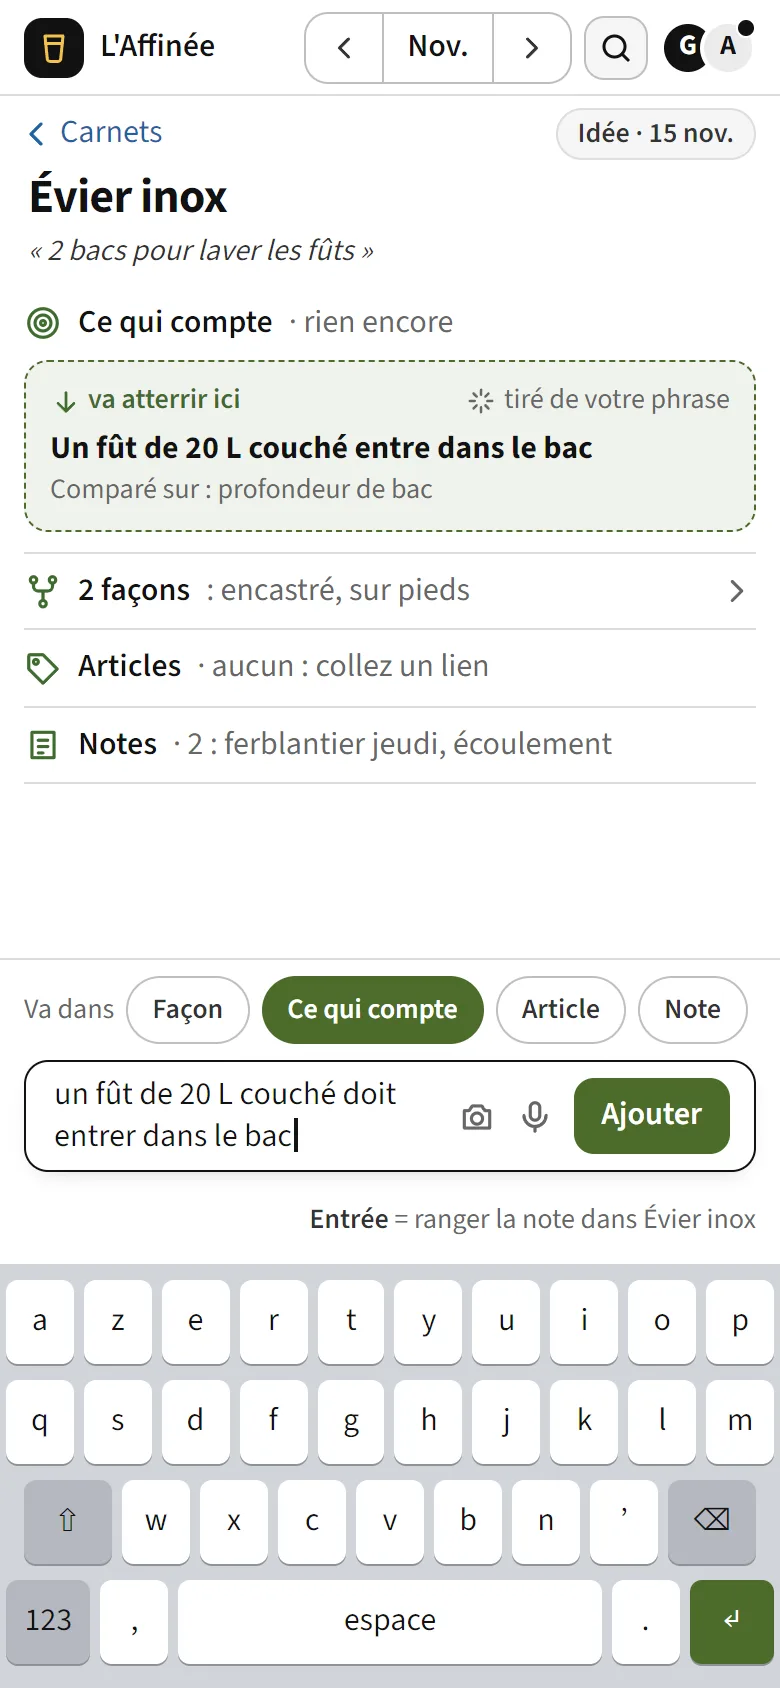 L'Affinée
Nov.
G
A
Carnets
Idée · 15 nov.
Évier inox
« 2 bacs pour laver les fûts »
Ce qui compte · rien encore
va atterrir ici
tiré de votre phrase
Un fût de 20 L couché entre dans le bac
Comparé sur : profondeur de bac
2 façons : encastré, sur pieds
Articles · aucun : collez un lien
Notes · 2 : ferblantier jeudi, écoulement
Va dans
Façon
Ce qui compte
Article
Note
un fût de 20 L couché doit
entrer dans le bac
Ajouter
Entrée = ranger la note dans Évier inox
a z e r t y u i o p
q s d f g h j k l m
⇧ w x c v b n ’ ⌫
123 , espace . ↵